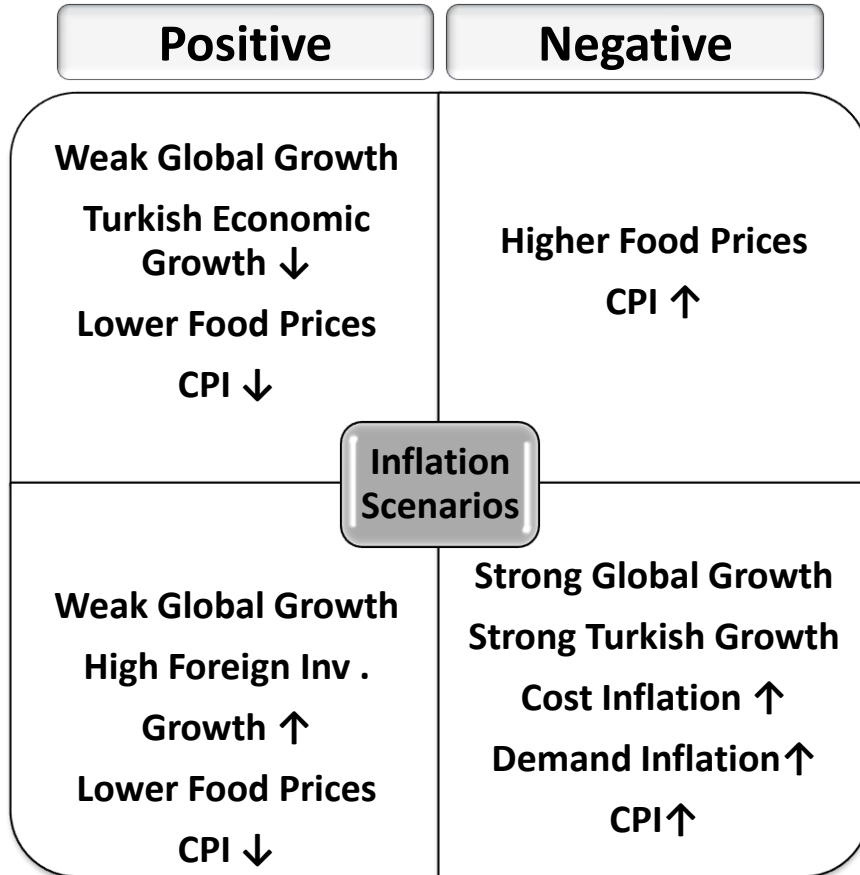 Positive
Negative
Weak Global Growth
Turkish Economic
Growth ↓
Lower Food Prices
CPI ↓
Higher Food Prices
CPI ↑
Inflation
Scenarios
Weak Global Growth
High Foreign Inv .
Growth ↑
Lower Food Prices
CPI ↓
Strong Global Growth
Strong Turkish Growth
Cost Inflation ↑
Demand Inflation↑
CPI↑